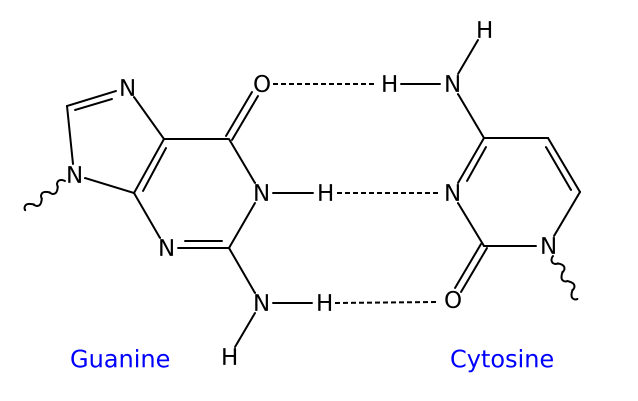 H
N O H N
N H N
N N N
N H O
H
Guanine Cytosine